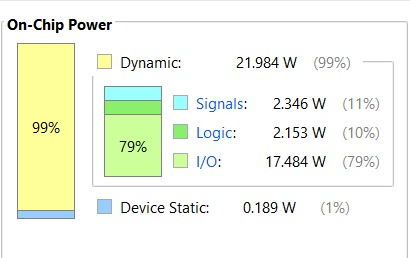 On-Chip Power
Dynamic: 21.984 W (99%)
99%
79%
Signals: 2.346 W (11%)
Logic: 2.153 W (10%)
I/O: 17.484 W (79%)
Device Static: 0.189 W (1%)